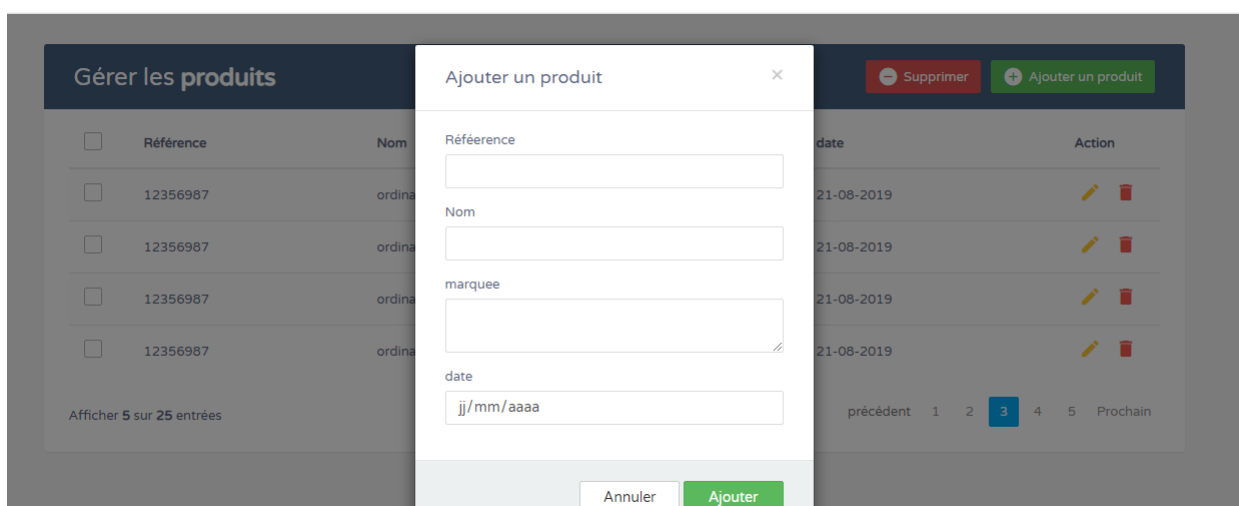 Gérer les produits
Supprimer
Ajouter un produit
Référence
Nom
date
Action
12356987
ordina
21-08-2019
12356987
ordina
21-08-2019
12356987
ordina
21-08-2019
12356987
ordina
21-08-2019
Afficher 5 sur 25 entrées
précédent 1 2 3 4 5 Prochain
Ajouter un produit
×
Référerence
Nom
marquee
date
jj/mm/aaaa
Annuler
Ajouter